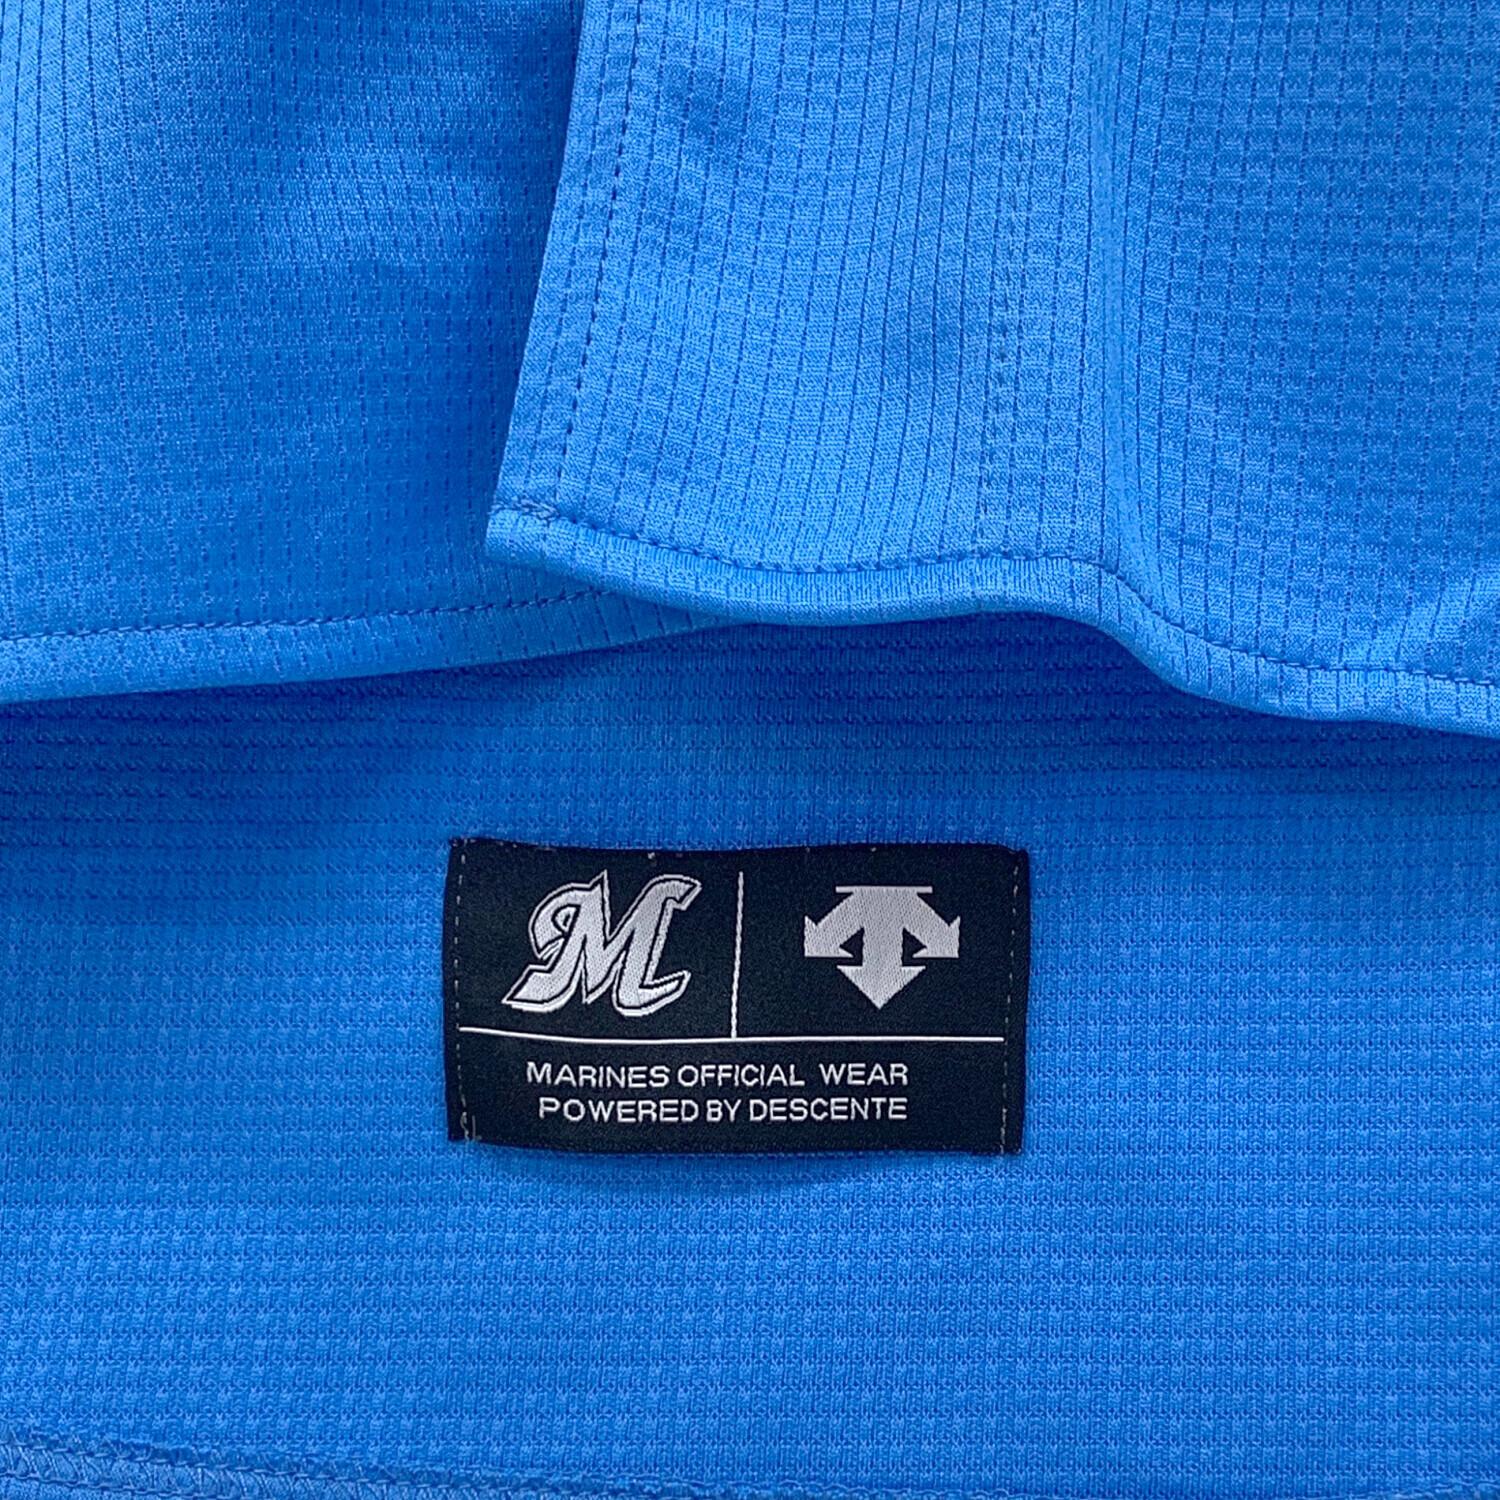 M
MARINES OFFICIAL WEAR
POWERED BY DESCENTE